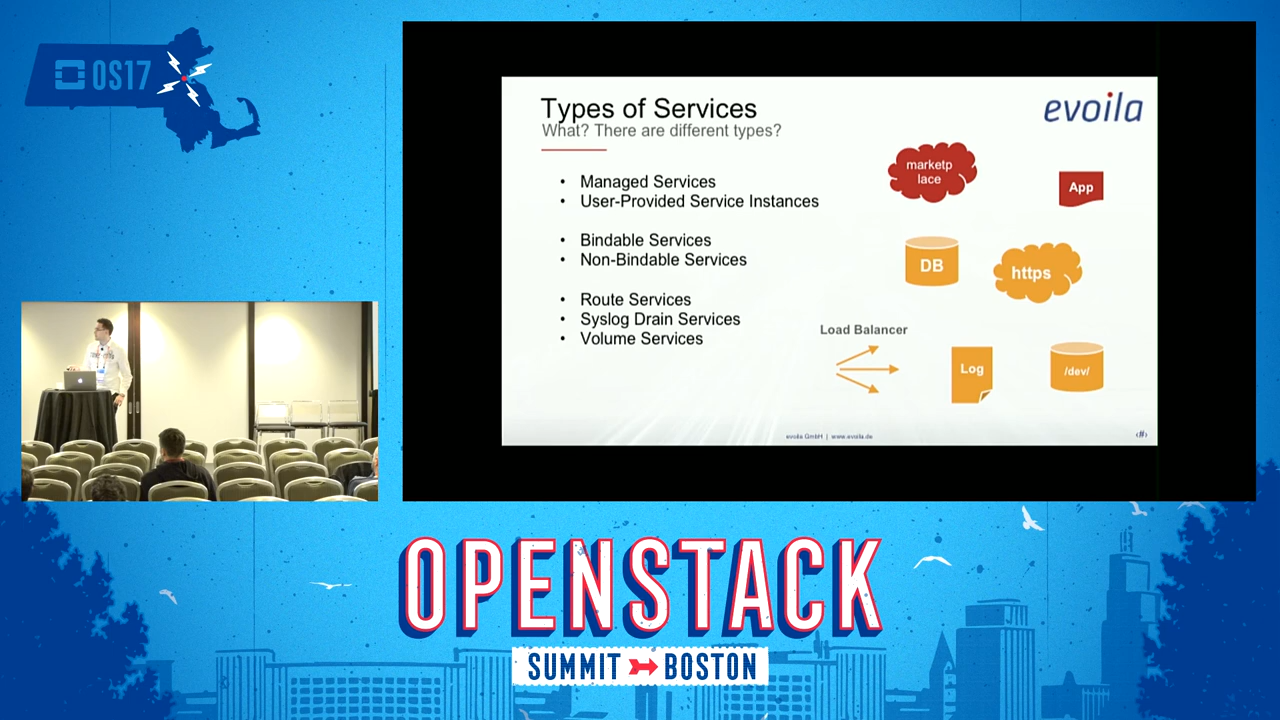 OS17
Types of Services
What? There are different types?
evoila
• Managed Services
• User-Provided Service Instances
• Bindable Services
• Non-Bindable Services
• Route Services
• Syslog Drain Services
• Volume Services
marketp
lace
App
DB
https
Load Balancer
Log
/dev/
evoila GmbH | www.evoila.de
‹#›
OPENSTACK
SUMMIT BOSTON